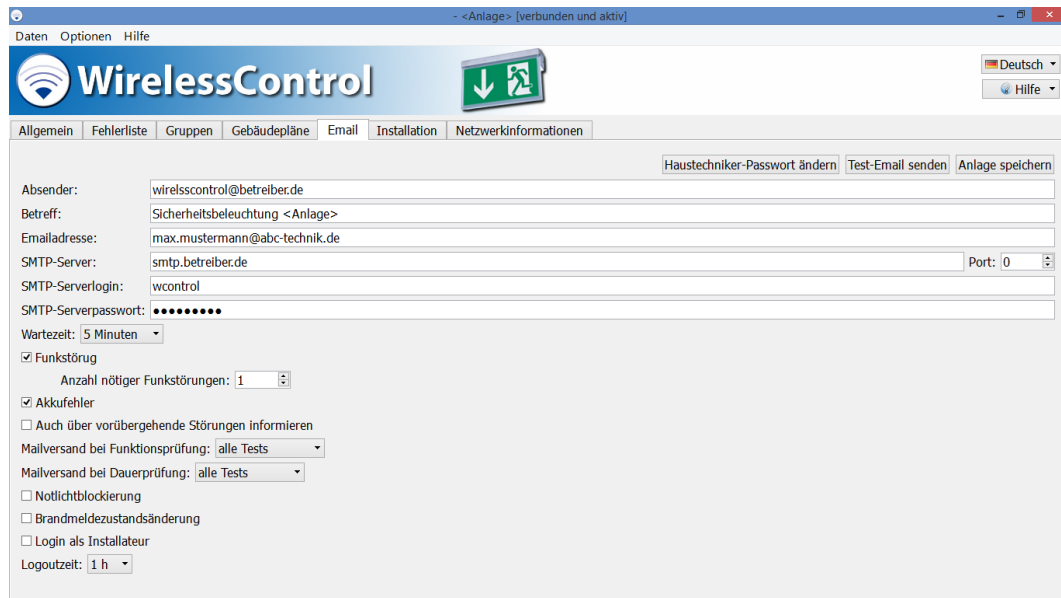 - <Anlage> [verbunden und aktiv]
Daten Optionen Hilfe
WirelessControl
Deutsch
Hilfe
Allgemein Fehlerliste Gruppen Gebäudepläne Email Installation Netzwerkinformationen
Haustechniker-Passwort ändern Test-Email senden Anlage speichern
Absender: wirelsscontrol@betreiber.de
Betreff: Sicherheitsbeleuchtung <Anlage>
Emailadresse: max.mustermann@abc-technik.de
SMTP-Server: smtp.betreiber.de Port: 0
SMTP-Serverlogin: wcontrol
SMTP-Serverpasswort: ●●●●●●●●●
Wartezeit: 5 Minuten
Funkstörug
Anzahl nötiger Funkstörungen: 1
Akkufehler
Auch über vorübergehende Störungen informieren
Mailversand bei Funktionsprüfung: alle Tests
Mailversand bei Dauerprüfung: alle Tests
Notlichtblockierung
Brandmeldezustandsänderung
Login als Installateur
Logoutzeit: 1 h